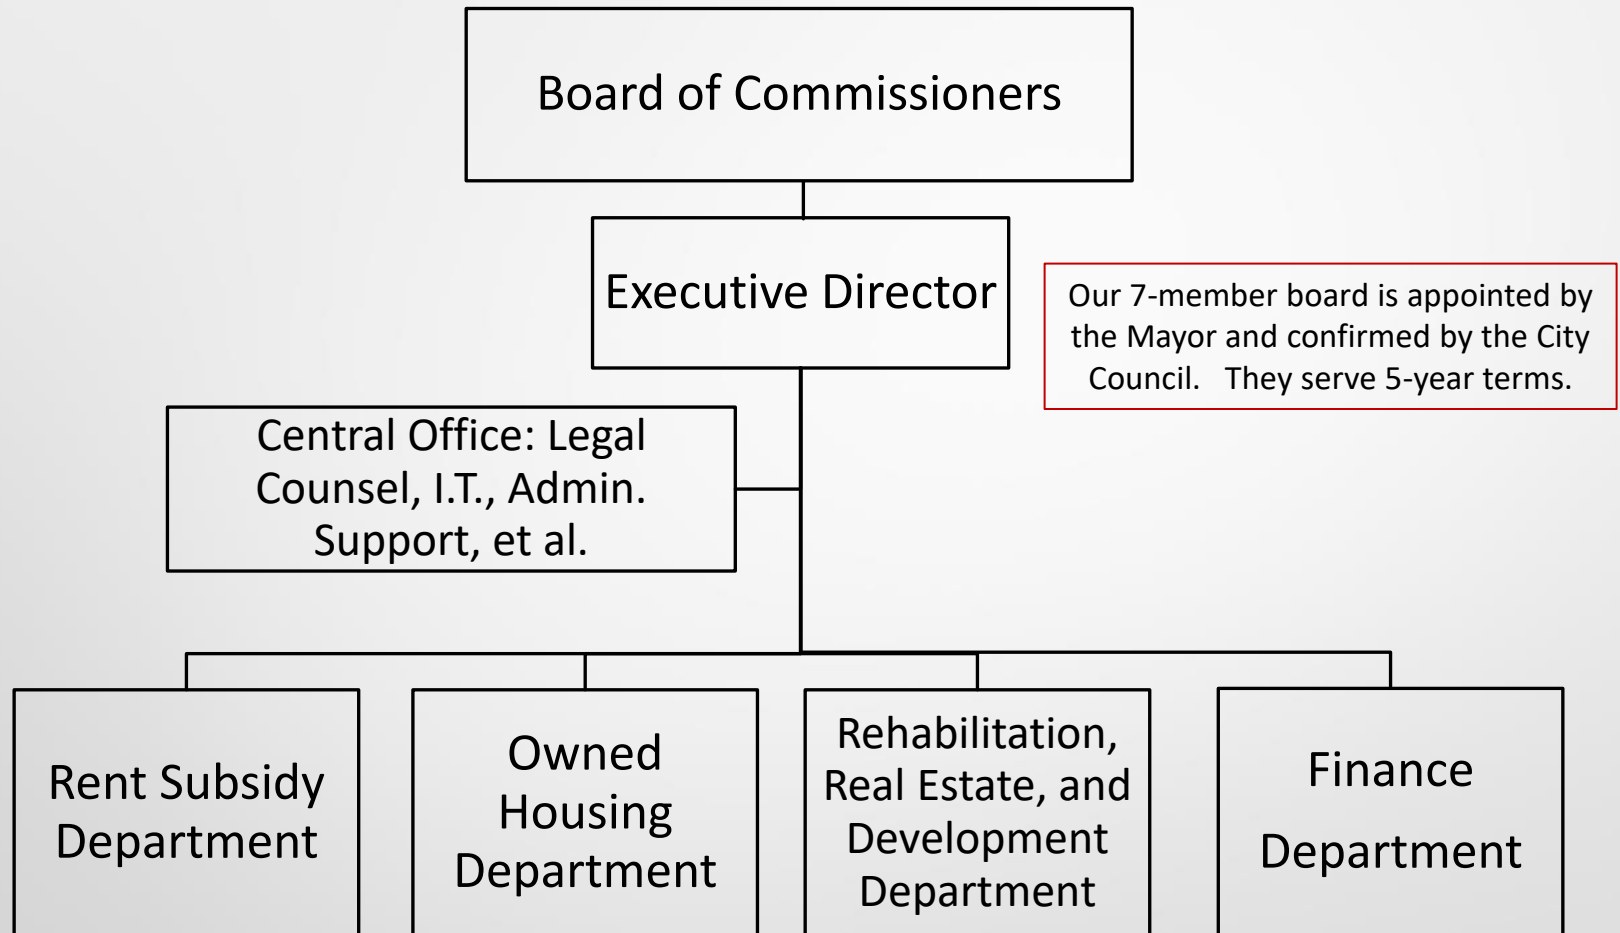 Board of Commissioners
Executive Director
Our 7-member board is appointed by
the Mayor and confirmed by the City
Council.   They serve 5-year terms.
Central Office: Legal
Counsel, I.T., Admin.
Support, et al.
Rent Subsidy
Department
Owned
Housing
Department
Rehabilitation,
Real Estate, and
Development
Department
Finance
Department